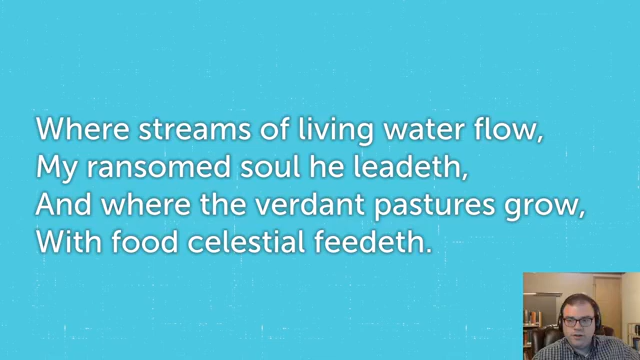 Where streams of living water flow,
My ransomed soul he leadeth,
And where the verdant pastures grow,
With food celestial feedeth.